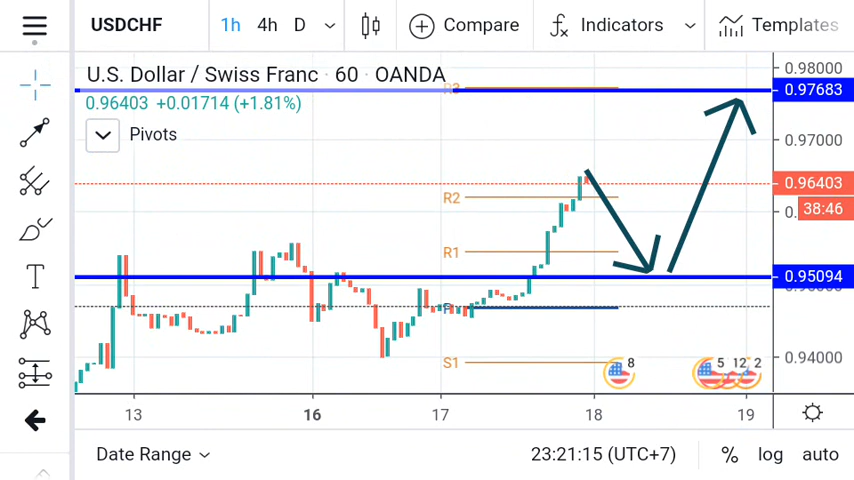 USDCHF 1h 4h D Compare Indicators Templates
U.S. Dollar / Swiss Franc · 60 · OANDA
0.96403 +0.01714 (+1.81%)
Pivots
0.98000
0.97683
0.97000
0.96403
38:46
0.95094
0.94000
R2
R1
S1
8
5 12 2
13 16 17 18 19
Date Range 23:21:15 (UTC+7) % log auto